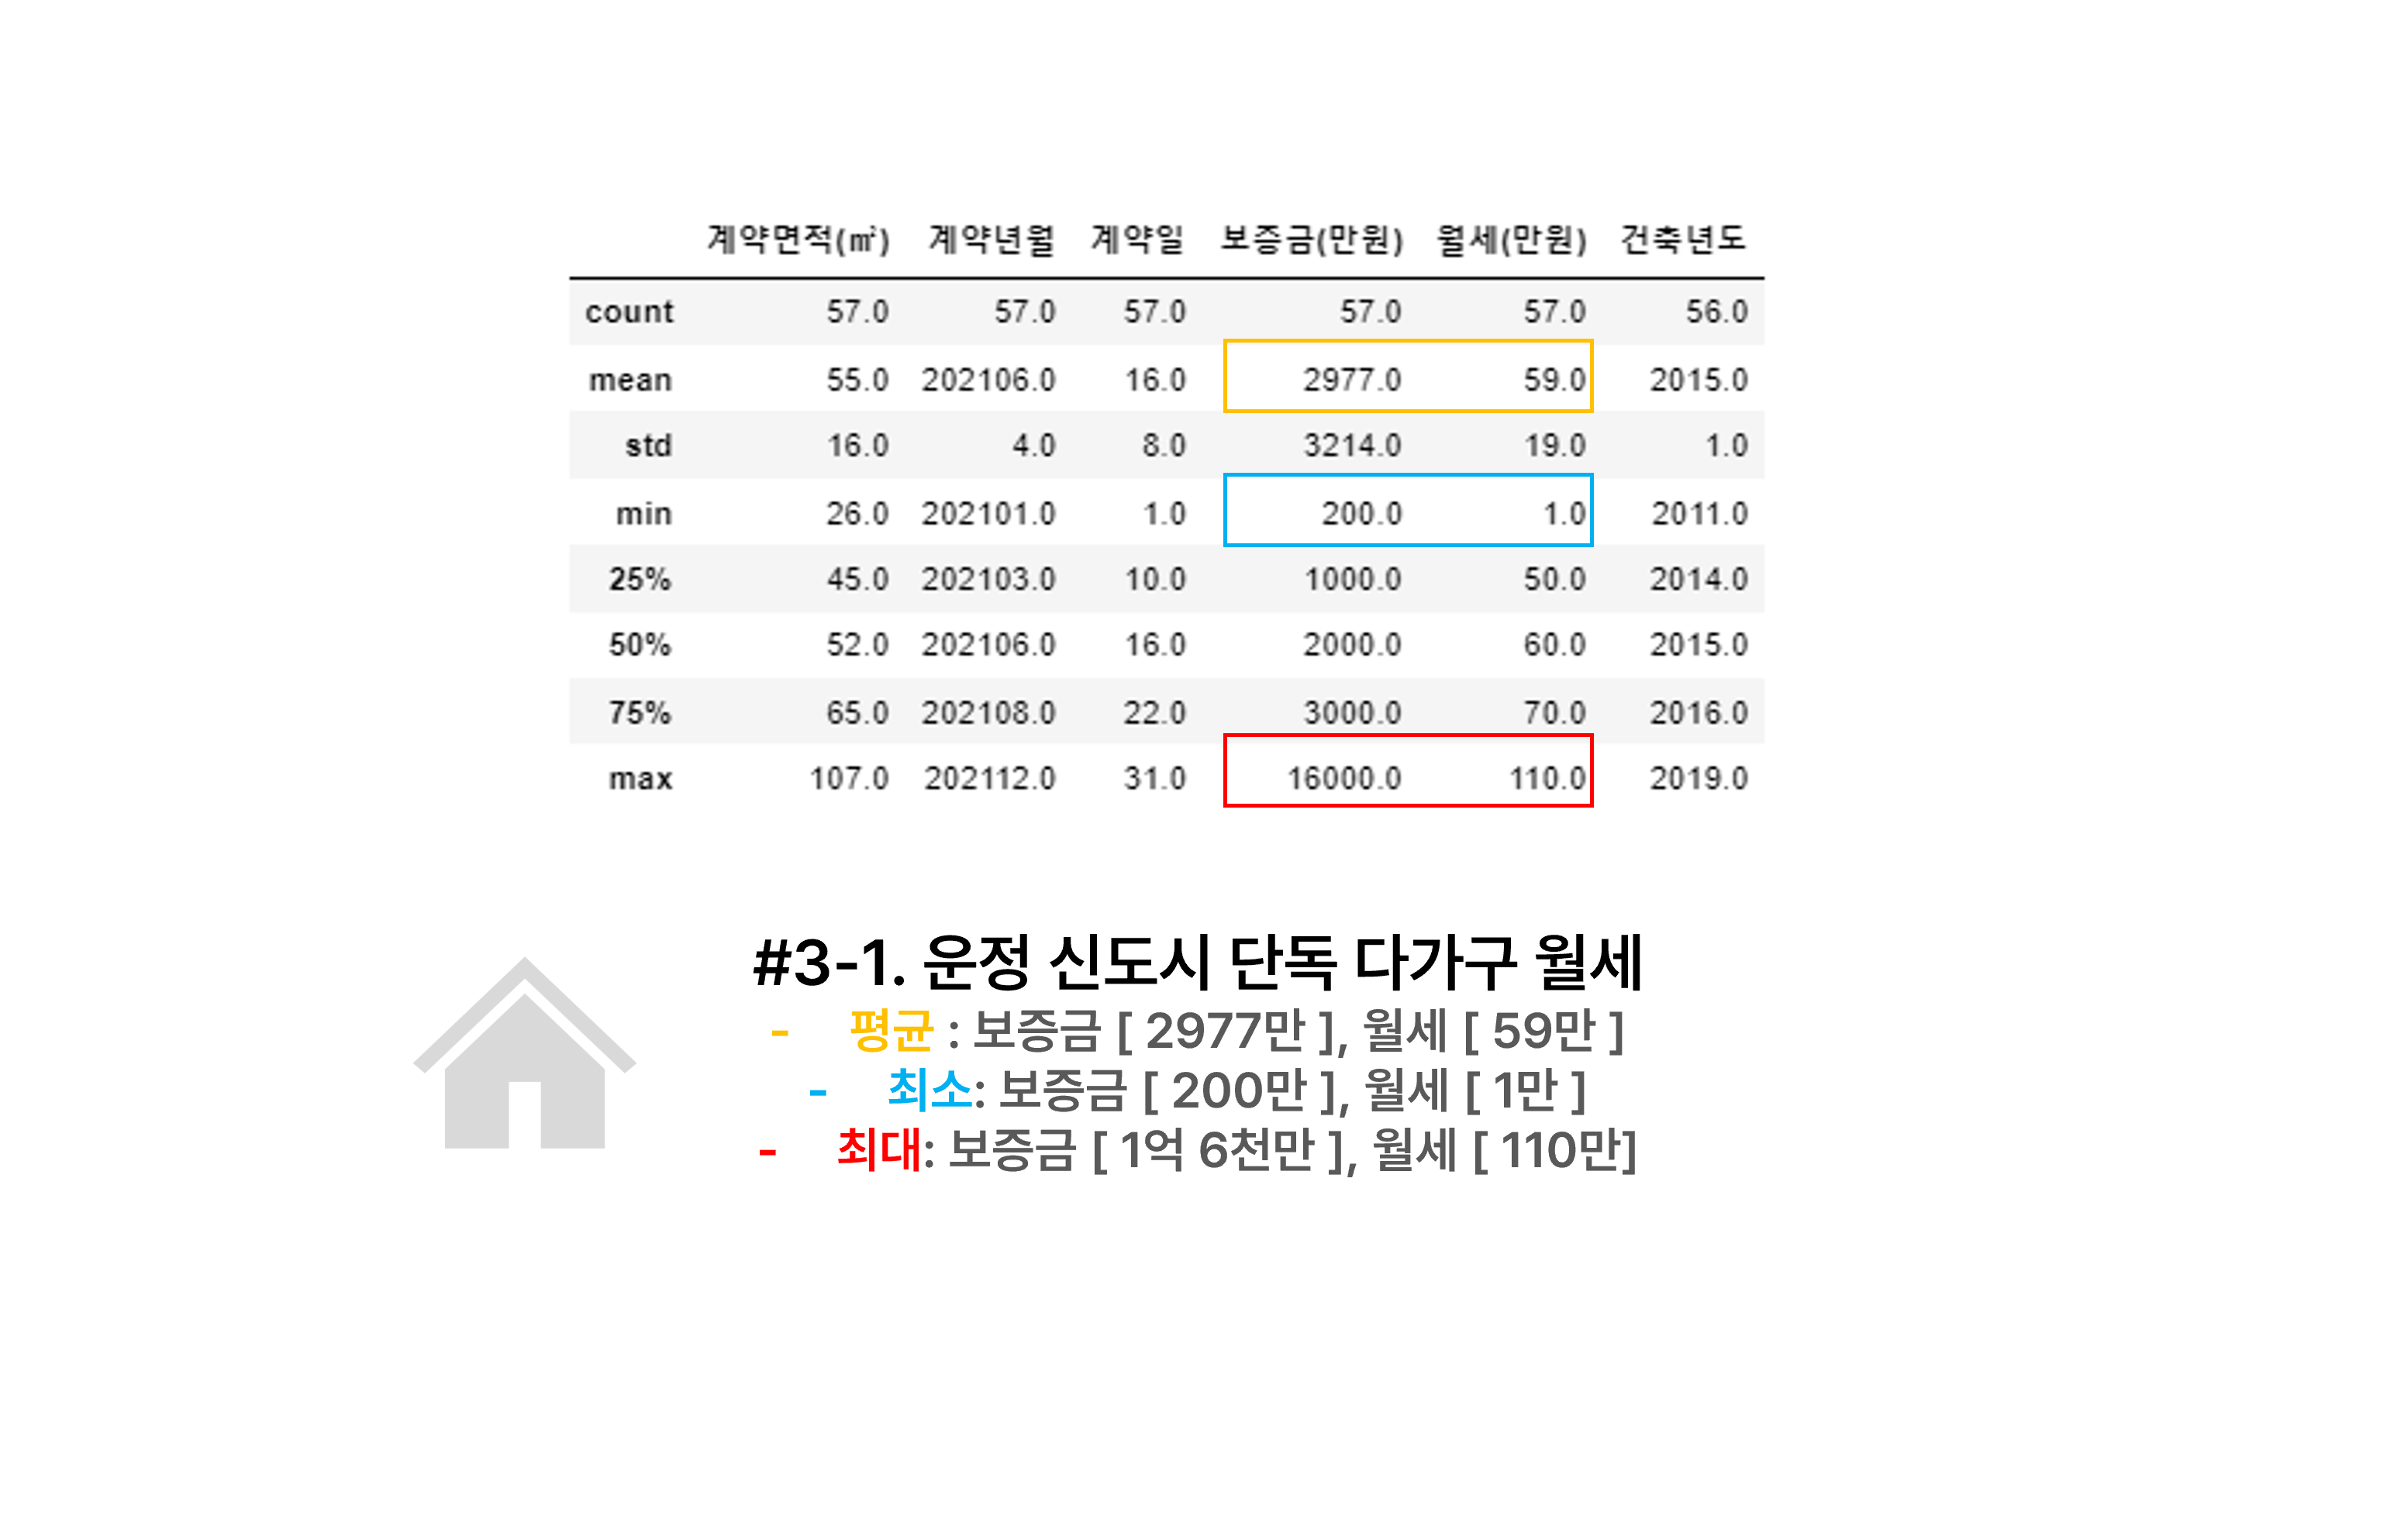 계약면적(㎡) 계약년월 계약일 보증금(만원) 월세(만원) 건축년도
count 57.0 57.0 57.0 57.0 57.0 56.0
mean 55.0 202106.0 16.0 2977.0 59.0 2015.0
std 16.0 4.0 8.0 3214.0 19.0 1.0
min 26.0 202101.0 1.0 200.0 1.0 2011.0
25% 45.0 202103.0 10.0 1000.0 50.0 2014.0
50% 52.0 202106.0 16.0 2000.0 60.0 2015.0
75% 65.0 202108.0 22.0 3000.0 70.0 2016.0
max 107.0 202112.0 31.0 16000.0 110.0 2019.0
#3-1. 운정 신도시 단독 다가구 월세
- 평균 : 보증금 [ 2977만 ], 월세 [ 59만 ]
- 최소: 보증금 [ 200만 ], 월세 [ 1만 ]
- 최대: 보증금 [ 1억 6천만 ], 월세 [ 110만]